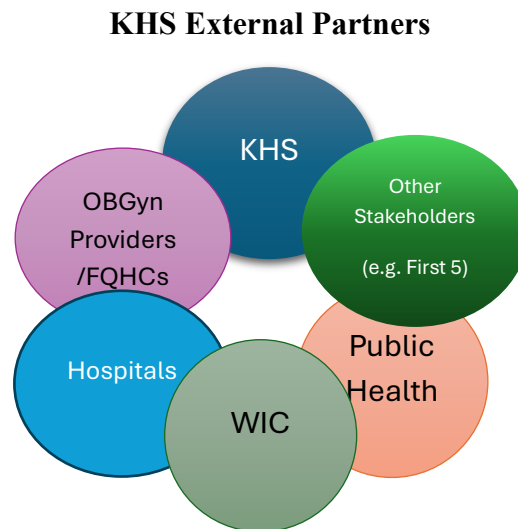 KHS External Partners
KHS
Other
Stakeholders
(e.g. First 5)
OBGyn
Providers
/FQHCs
Hospitals
Public
Health
WIC